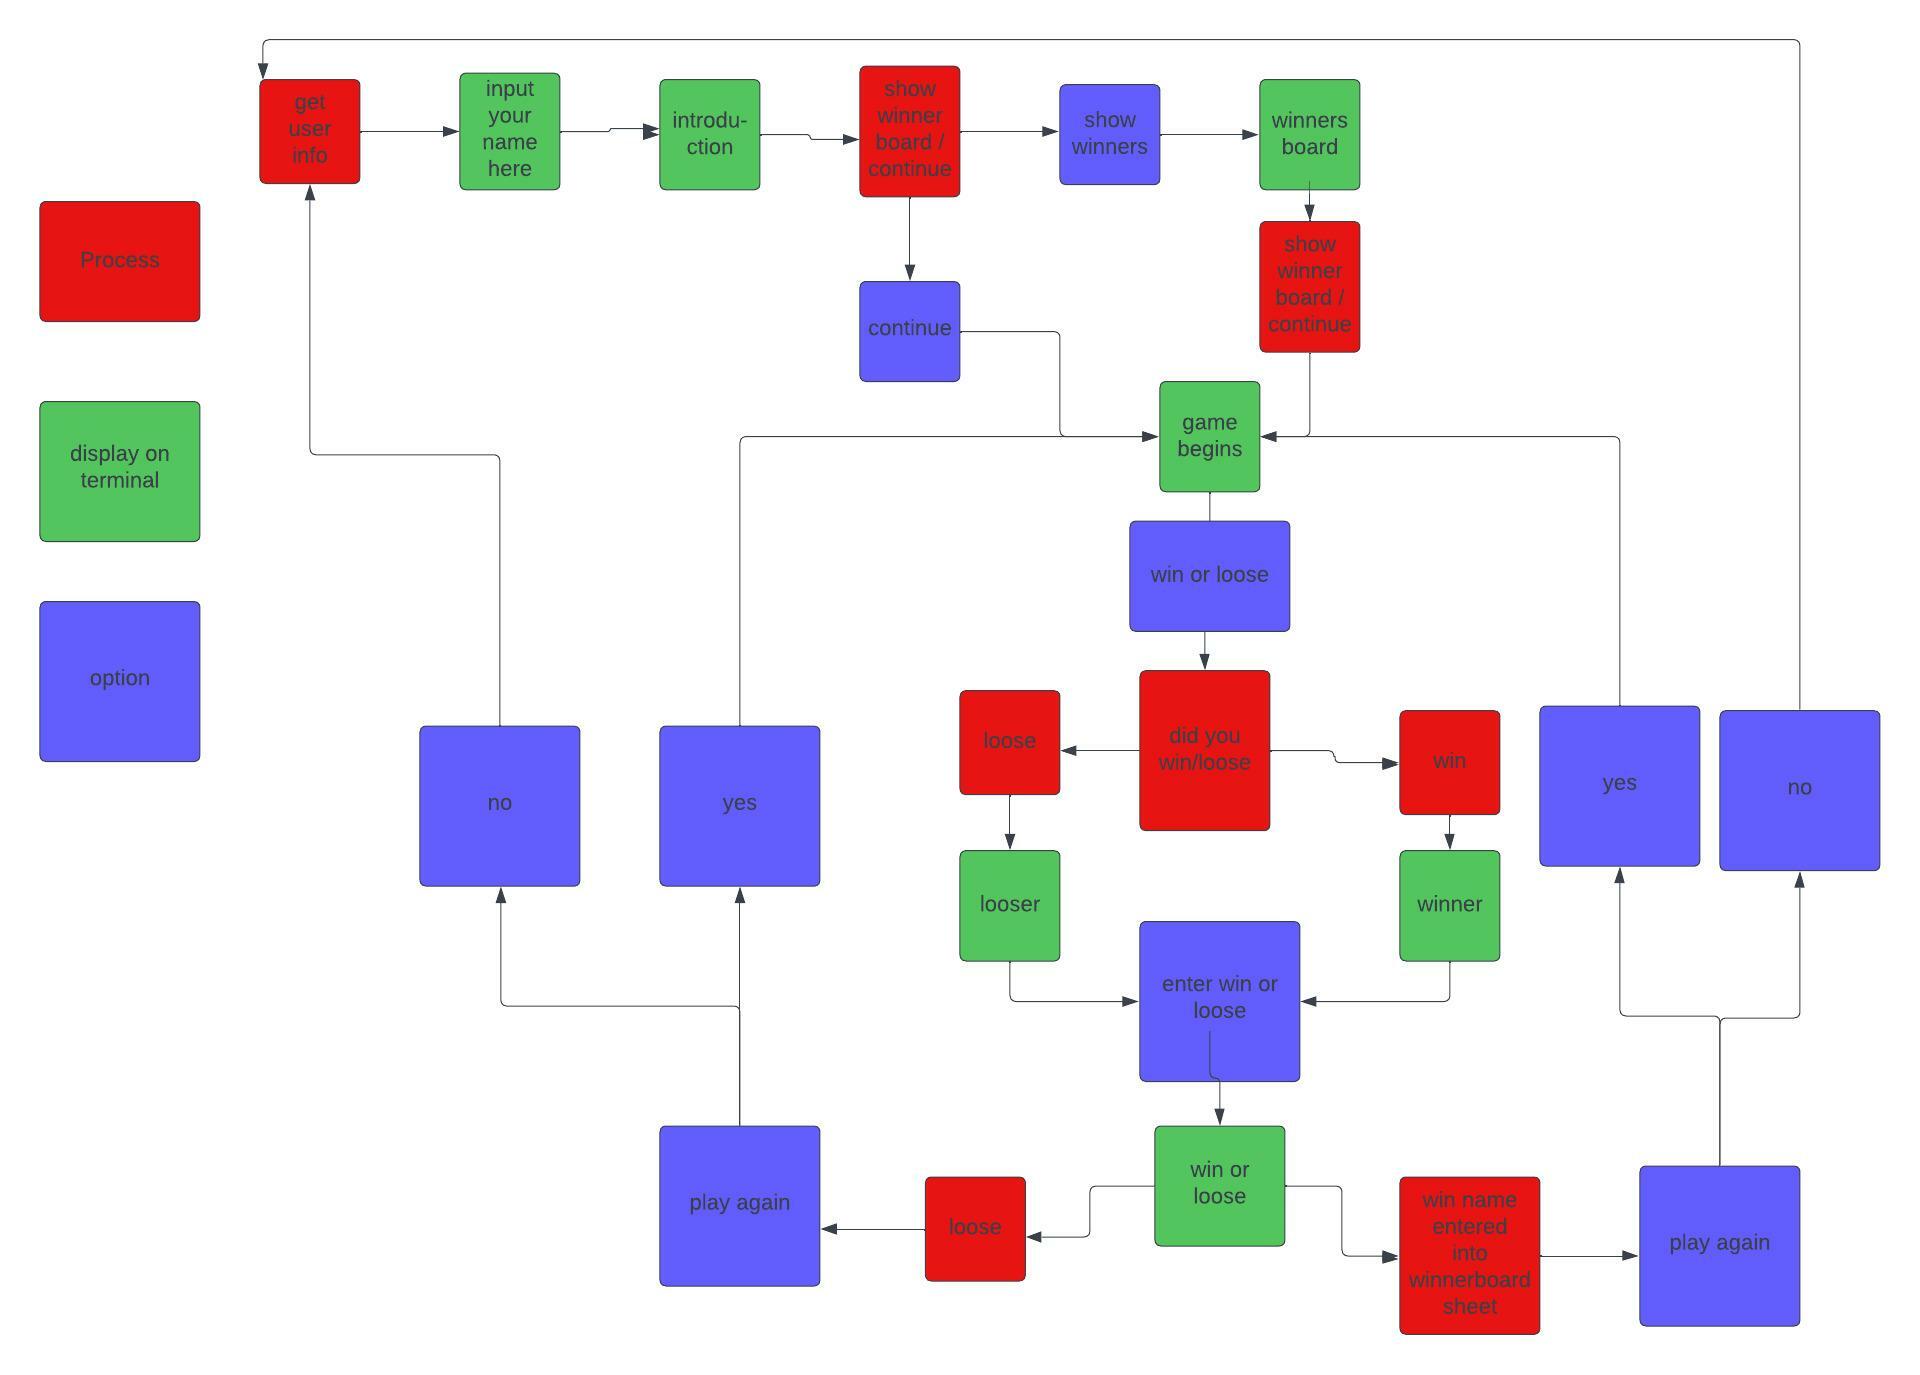 get
user
info
input
your
name
here
introdu-
ction
show
winner
board /
continue
show
winners
winners
board
Process
show
winner
board /
continue
continue
display on
terminal
game
begins
win or loose
option
loose
did you
win/loose
win
no
yes
yes
no
looser
winner
enter win or
loose
play again
loose
win or
loose
win name
entered
into
winnerboard
sheet
play again